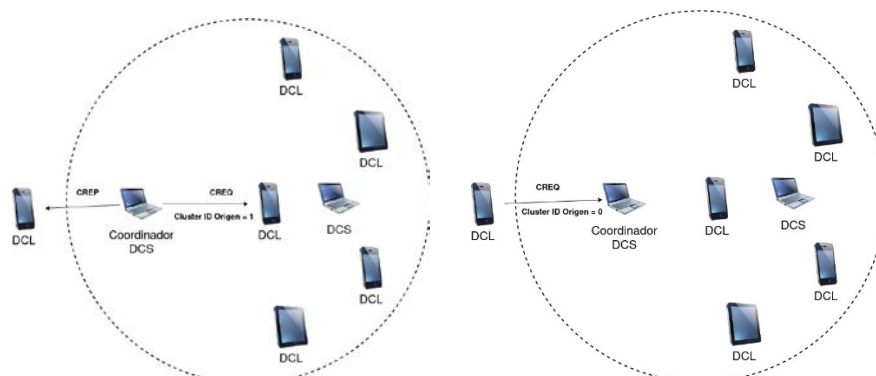 DCL
DCL
CREP
CREQ
Cluster ID Origen = 1
DCL
Coordinador
DCS
DCL
DCS
DCL
DCL
DCL
DCL
CREQ
Cluster ID Origen = 0
DCL
Coordinador
DCS
DCL
DCS
DCL
DCL